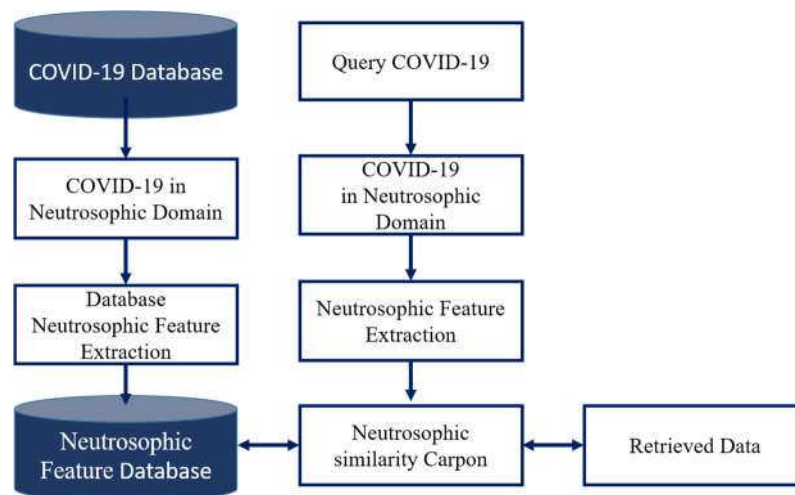 COVID-19 Database
COVID-19 in
Neutrosophic Domain
Database
Neutrosophic Feature
Extraction
Neutrosophic
Feature Database
Query COVID-19
COVID-19
in Neutrosophic
Domain
Neutrosophic Feature
Extraction
Neutrosophic
similarity Carpon
Retrieved Data